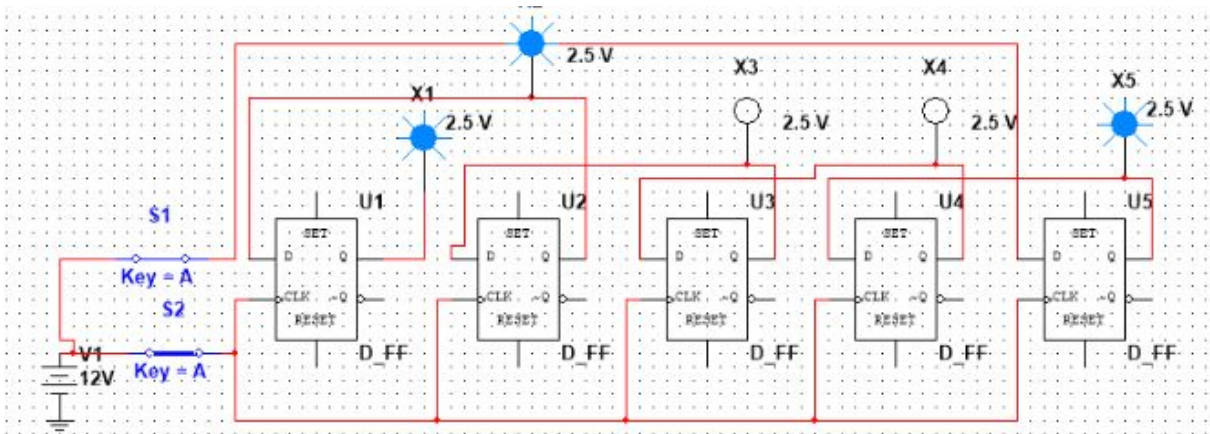 2.5 V
X3
X4
X5
X1
2.5 V
2.5 V
2.5 V
2.5 V
S1
Key = A
S2
V1
12V
Key = A
U1
SET
D Q
CLK ~Q
RESET
D_FF
U2
SET
D Q
CLK ~Q
RESET
D_FF
U3
SET
D Q
CLK ~Q
RESET
D_FF
U4
SET
D Q
CLK ~Q
RESET
D_FF
U5
SET
D Q
CLK ~Q
RESET
D_FF